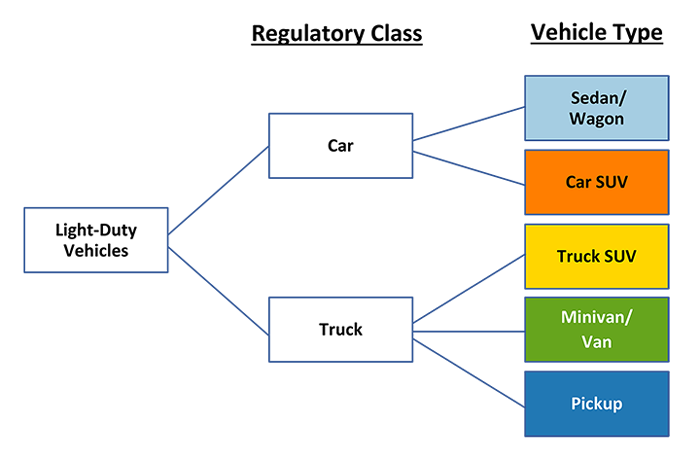 Regulatory Class
Vehicle Type
Light-Duty
Vehicles
Car
Truck
Sedan/
Wagon
Car SUV
Truck SUV
Minivan/
Van
Pickup